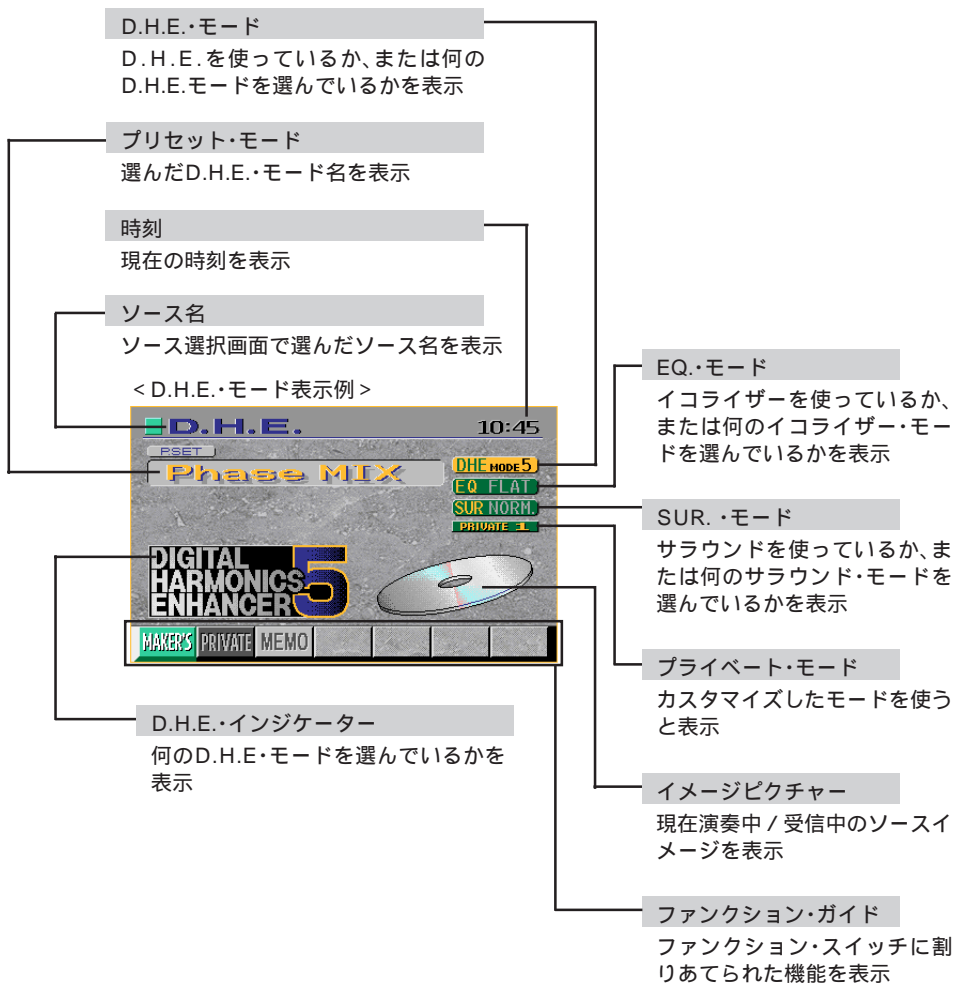 D.H.E.・モード
D.H.E.を使っているか、または何の
D.H.E.モードを選んでいるかを表示
プリセット・モード
選んだD.H.E.・モード名を表示
時刻
現在の時刻を表示
ソース名
ソース選択画面で選んだソース名を表示
<D.H.E.・モード表示例>
D.H.E.
10:45
P.SET
Phase MIX
DHE MODE5
EQ FLAT
SUR NORM.
PRIVATE 1
DIGITAL
HARMONICS
ENHANCER
5
MAKER'S PRIVATE MEMO
D.H.E.・インジケーター
何のD.H.E・モードを選んでいるかを
表示
EQ.・モード
イコライザーを使っているか、
または何のイコライザー・モー
ドを選んでいるかを表示
SUR. ・モード
サラウンドを使っているか、ま
たは何のサラウンド・モードを
選んでいるかを表示
プライベート・モード
カスタマイズしたモードを使う
と表示
イメージピクチャー
現在演奏中/受信中のソースイ
メージを表示
ファンクション・ガイド
ファンクション・スイッチに割
りあてられた機能を表示